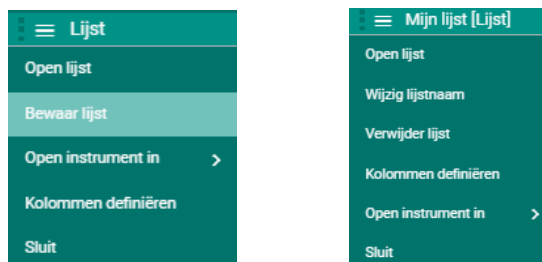 Lijst
Open lijst
Bewaar lijst
Open instrument in
Kolommen definiëren
Sluit
Mijn lijst [Lijst]
Open lijst
Wijzig lijstnaam
Verwijder lijst
Kolommen definiëren
Open instrument in
Sluit